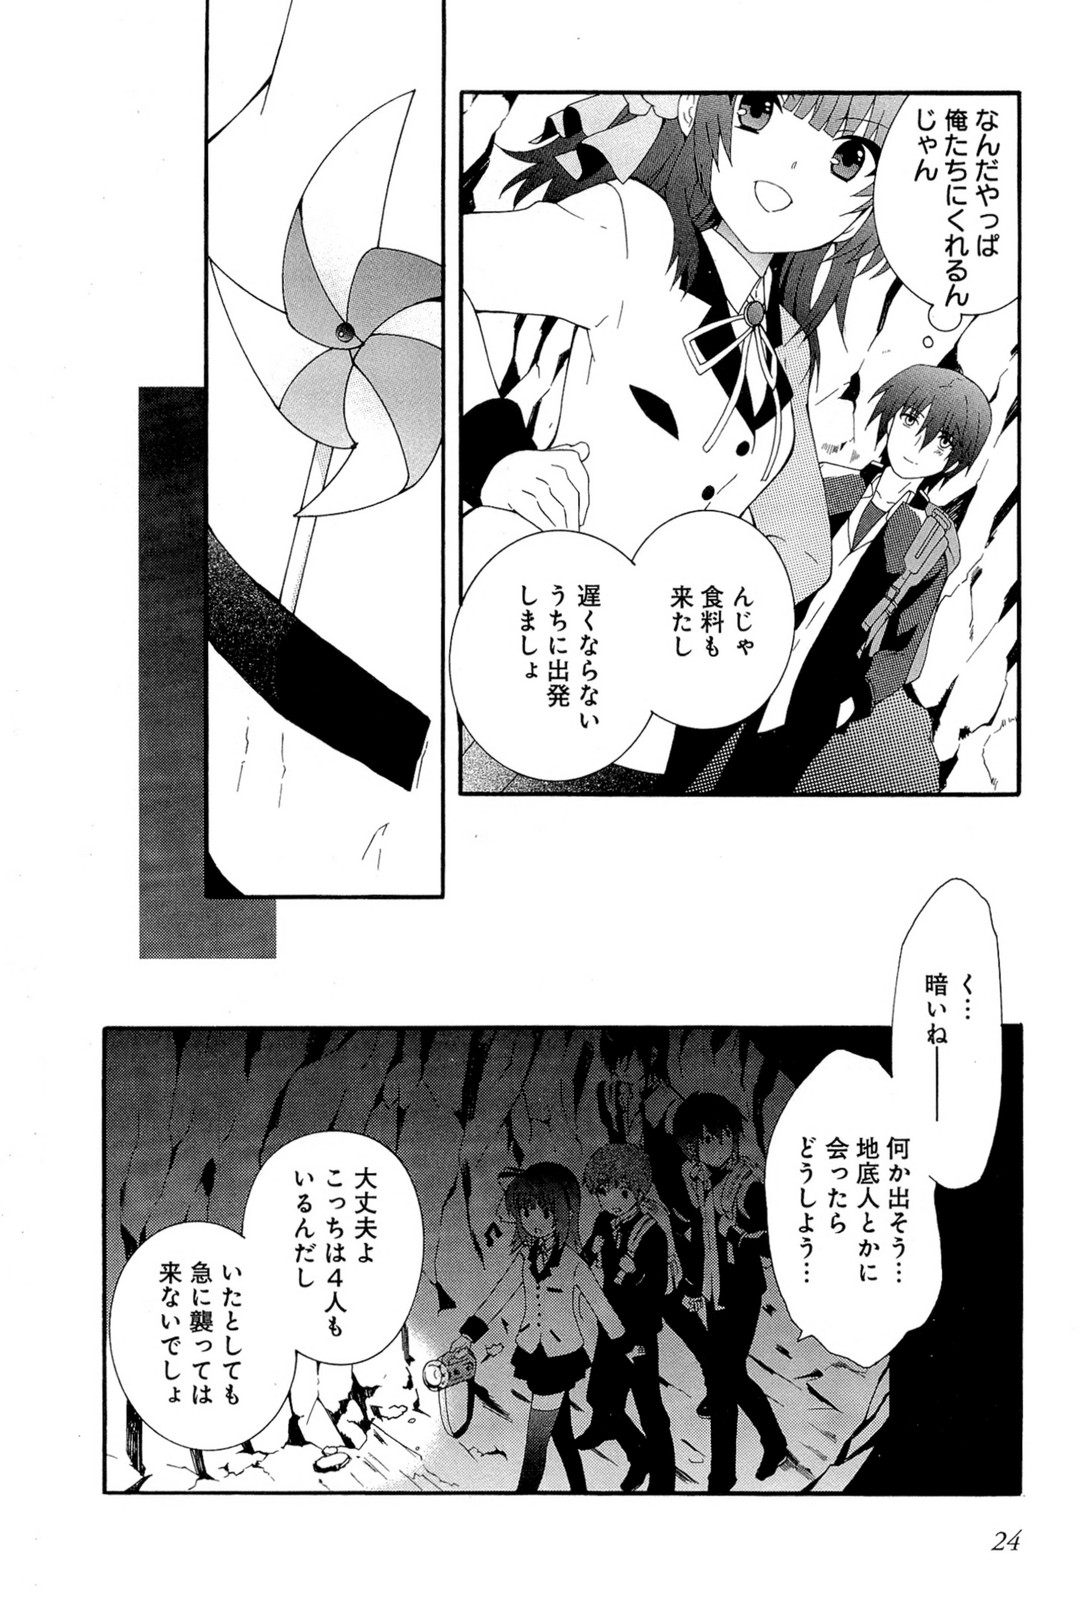 なんだやっぱ
俺たちにくれるん
じゃん
んじゃ
食料も
来たし
遅くならない
うちに出発
しましょ
く…
暗いね――
何か出そう…
地底人とかに
会ったら
どうしよう…
大丈夫よ
こっちは4人も
いるんだし
いたとしても
急に襲っては
来ないでしょ
24